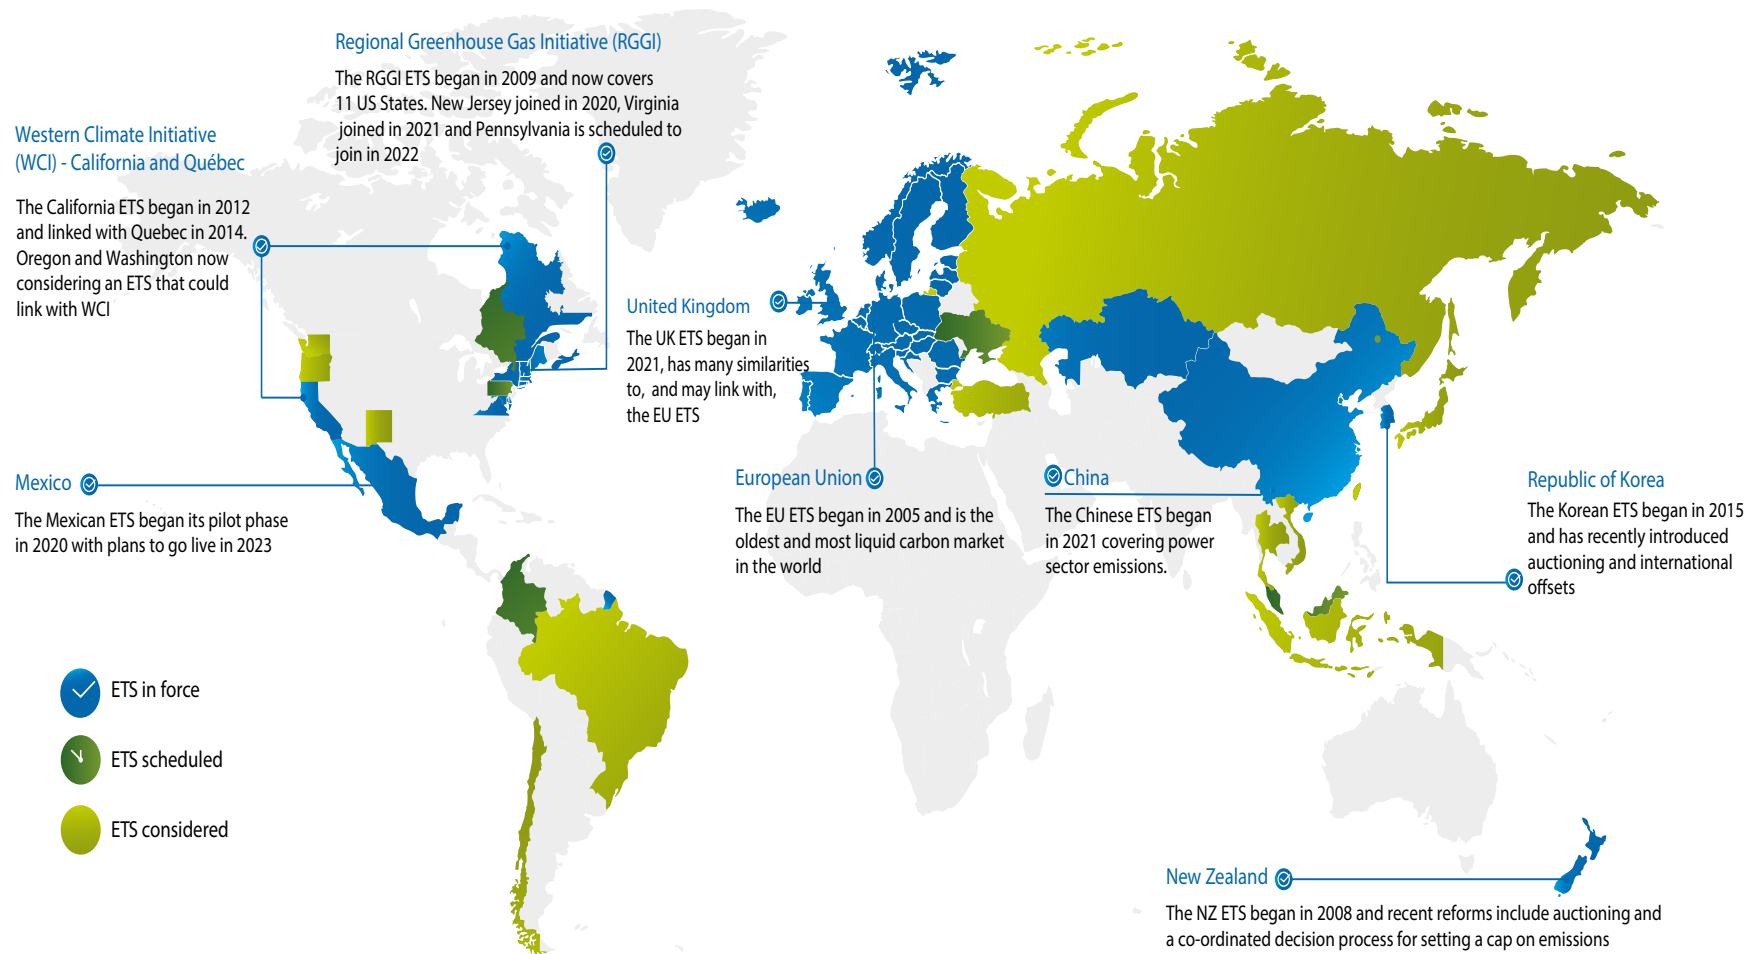 Regional Greenhouse Gas Initiative (RGGI)
The RGGI ETS began in 2009 and now covers
11 US States. New Jersey joined in 2020, Virginia
joined in 2021 and Pennsylvania is scheduled to
join in 2022
Western Climate Initiative
(WCI) - California and Québec
The California ETS began in 2012
and linked with Quebec in 2014.
Oregon and Washington now
considering an ETS that could
link with WCI
United Kingdom
The UK ETS began in
2021, has many similarities
to, and may link with,
the EU ETS
Mexico
The Mexican ETS began its pilot phase
in 2020 with plans to go live in 2023
European Union
The EU ETS began in 2005 and is the
oldest and most liquid carbon market
in the world
China
The Chinese ETS began
in 2021 covering power
sector emissions.
Republic of Korea
The Korean ETS began in 2015
and has recently introduced
auctioning and international
offsets
ETS in force
ETS scheduled
ETS considered
New Zealand
The NZ ETS began in 2008 and recent reforms include auctioning and
a co-ordinated decision process for setting a cap on emissions